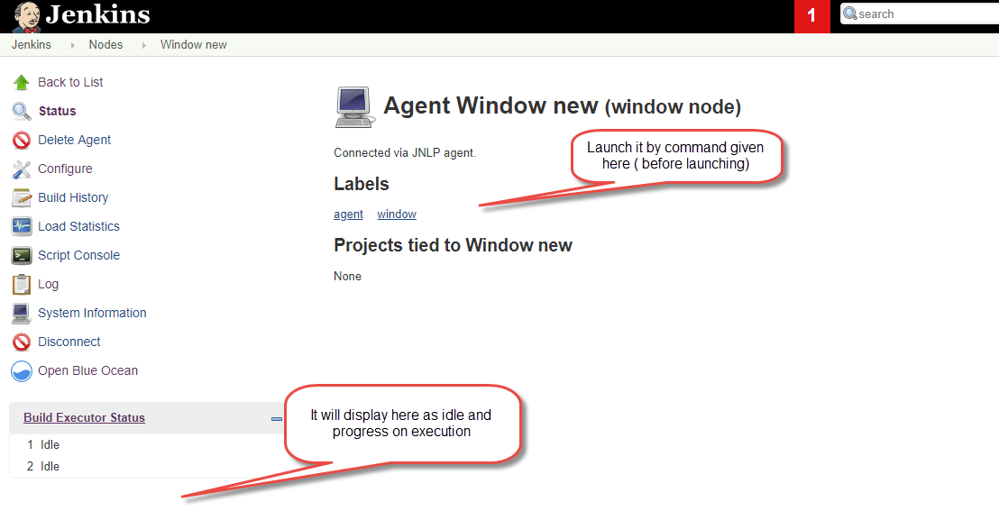 Jenkins
1
search
Jenkins Nodes Window new
Back to List
Status
Delete Agent
Configure
Build History
Load Statistics
Script Console
Log
System Information
Disconnect
Open Blue Ocean
Build Executor Status
1 Idle
2 Idle
Agent Window new (window node)
Connected via JNLP agent.
Launch it by command given
here ( before launching)
Labels
agent window
Projects tied to Window new
None
It will display here as idle and
progress on execution